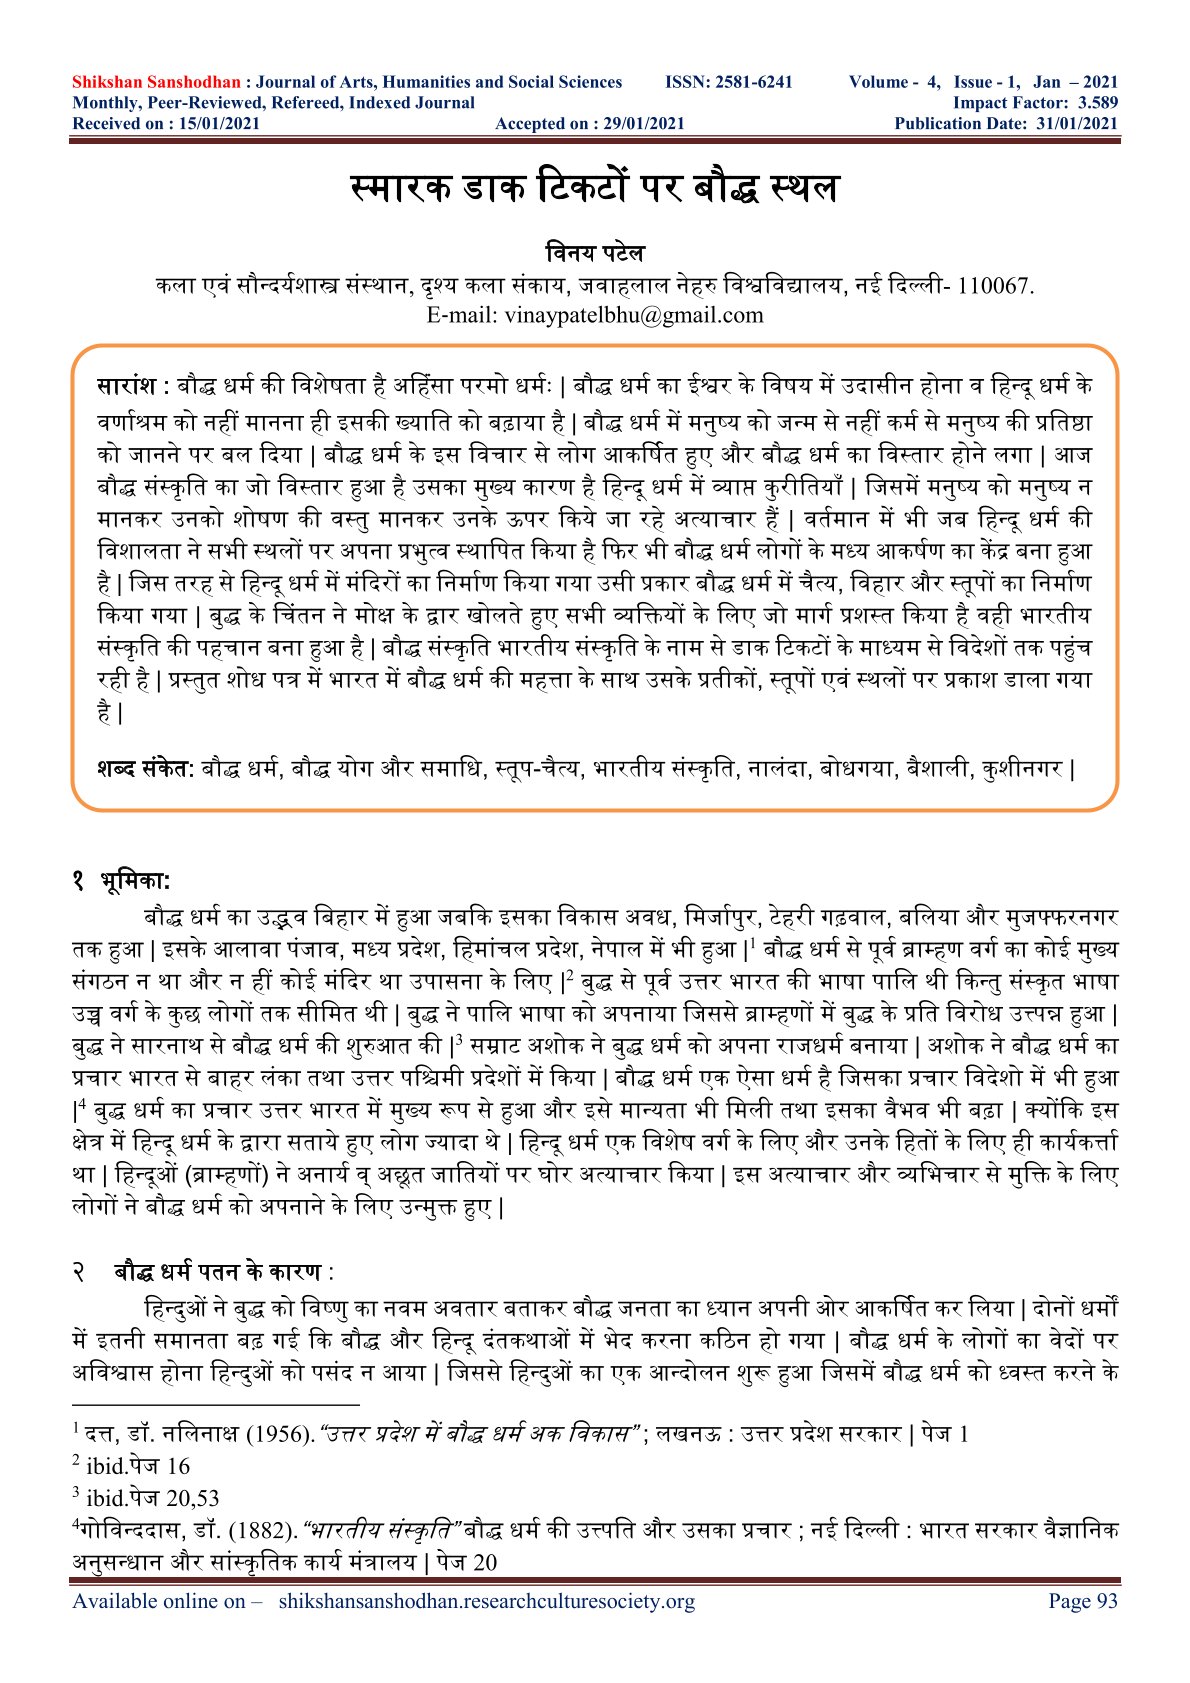 Shikshan Sanshodhan : Journal of Arts, Humanities and Social Sciences ISSN: 2581-6241 Volume - 4, Issue - 1, Jan – 2021
Monthly, Peer-Reviewed, Refereed, Indexed Journal Impact Factor: 3.589
Received on : 15/01/2021 Accepted on : 29/01/2021 Publication Date: 31/01/2021
स्मारक डाक टिकटों पर बौद्ध स्थल
विनय पटेल
कला एवं सौन्दर्यशास्त्र संस्थान, दृश्य कला संकाय, जवाहलाल नेहरु विश्वविद्यालय, नई दिल्ली- 110067.
E-mail: vinaypatelbhu@gmail.com
सारांश : बौद्ध धर्म की विशेषता है अहिंसा परमो धर्मः | बौद्ध धर्म का ईश्वर के विषय में उदासीन होना व हिन्दू धर्म के
वर्णाश्रम को नहीं मानना ही इसकी ख्याति को बढ़ाया है | बौद्ध धर्म में मनुष्य को जन्म से नहीं कर्म से मनुष्य की प्रतिष्ठा
को जानने पर बल दिया | बौद्ध धर्म के इस विचार से लोग आकर्षित हुए और बौद्ध धर्म का विस्तार होने लगा | आज
बौद्ध संस्कृति का जो विस्तार हुआ है उसका मुख्य कारण है हिन्दू धर्म में व्याप्त कुरीतियाँ | जिसमें मनुष्य को मनुष्य न
मानकर उनको शोषण की वस्तु मानकर उनके ऊपर किये जा रहे अत्याचार हैं | वर्तमान में भी जब हिन्दू धर्म की
विशालता ने सभी स्थलों पर अपना प्रभुत्व स्थापित किया है फिर भी बौद्ध धर्म लोगों के मध्य आकर्षण का केंद्र बना हुआ
है | जिस तरह से हिन्दू धर्म में मंदिरों का निर्माण किया गया उसी प्रकार बौद्ध धर्म में चैत्य, विहार और स्तूपों का निर्माण
किया गया | बुद्ध के चिंतन ने मोक्ष के द्वार खोलते हुए सभी व्यक्तियों के लिए जो मार्ग प्रशस्त किया है वही भारतीय
संस्कृति की पहचान बना हुआ है | बौद्ध संस्कृति भारतीय संस्कृति के नाम से डाक टिकटों के माध्यम से विदेशों तक पहुंच
रही है | प्रस्तुत शोध पत्र में भारत में बौद्ध धर्म की महत्ता के साथ उसके प्रतीकों, स्तूपों एवं स्थलों पर प्रकाश डाला गया
है |
शब्द संकेत: बौद्ध धर्म, बौद्ध योग और समाधि, स्तूप-चैत्य, भारतीय संस्कृति, नालंदा, बोधगया, बैशाली, कुशीनगर |
१ भूमिका:
बौद्ध धर्म का उद्भव बिहार में हुआ जबकि इसका विकास अवध, मिर्जापुर, टेहरी गढ़वाल, बलिया और मुजफ्फरनगर
तक हुआ | इसके आलावा पंजाव, मध्य प्रदेश, हिमांचल प्रदेश, नेपाल में भी हुआ |1 बौद्ध धर्म से पूर्व ब्राम्हण वर्ग का कोई मुख्य
संगठन न था और न हीं कोई मंदिर था उपासना के लिए |2 बुद्ध से पूर्व उत्तर भारत की भाषा पालि थी किन्तु संस्कृत भाषा
उच्च वर्ग के कुछ लोगों तक सीमित थी | बुद्ध ने पालि भाषा को अपनाया जिससे ब्राम्हणों में बुद्ध के प्रति विरोध उत्त्पन्न हुआ |
बुद्ध ने सारनाथ से बौद्ध धर्म की शुरुआत की |3 सम्राट अशोक ने बुद्ध धर्म को अपना राजधर्म बनाया | अशोक ने बौद्ध धर्म का
प्रचार भारत से बाहर लंका तथा उत्तर पश्चिमी प्रदेशों में किया | बौद्ध धर्म एक ऐसा धर्म है जिसका प्रचार विदेशो में भी हुआ
|4 बुद्ध धर्म का प्रचार उत्तर भारत में मुख्य रूप से हुआ और इसे मान्यता भी मिली तथा इसका वैभव भी बढ़ा | क्योंकि इस
क्षेत्र में हिन्दू धर्म के द्वारा सताये हुए लोग ज्यादा थे | हिन्दू धर्म एक विशेष वर्ग के लिए और उनके हितों के लिए ही कार्यकर्त्ता
था | हिन्दूओं (ब्राम्हणों) ने अनार्य व् अछूत जातियों पर घोर अत्याचार किया | इस अत्याचार और व्यभिचार से मुक्ति के लिए
लोगों ने बौद्ध धर्म को अपनाने के लिए उन्मुक्त हुए |
२ बौद्ध धर्म पतन के कारण :
हिन्दुओं ने बुद्ध को विष्णु का नवम अवतार बताकर बौद्ध जनता का ध्यान अपनी ओर आकर्षित कर लिया | दोनों धर्मों
में इतनी समानता बढ़ गई कि बौद्ध और हिन्दू दंतकथाओं में भेद करना कठिन हो गया | बौद्ध धर्म के लोगों का वेदों पर
अविश्वास होना हिन्दुओं को पसंद न आया | जिससे हिन्दुओं का एक आन्दोलन शुरू हुआ जिसमें बौद्ध धर्म को ध्वस्त करने के
1 दत्त, डॉ. नलिनाक्ष (1956). “उत्तर प्रदेश में बौद्ध धर्म अक विकास” ; लखनऊ : उत्तर प्रदेश सरकार | पेज 1
2 ibid.पेज 16
3 ibid.पेज 20,53
4गोविन्ददास, डॉ. (1882). “भारतीय संस्कृति” बौद्ध धर्म की उत्त्पति और उसका प्रचार ; नई दिल्ली : भारत सरकार वैज्ञानिक
अनुसन्धान और सांस्कृतिक कार्य मंत्रालय | पेज 20
Available online on – shikshansanshodhan.researchculturesociety.org Page 93